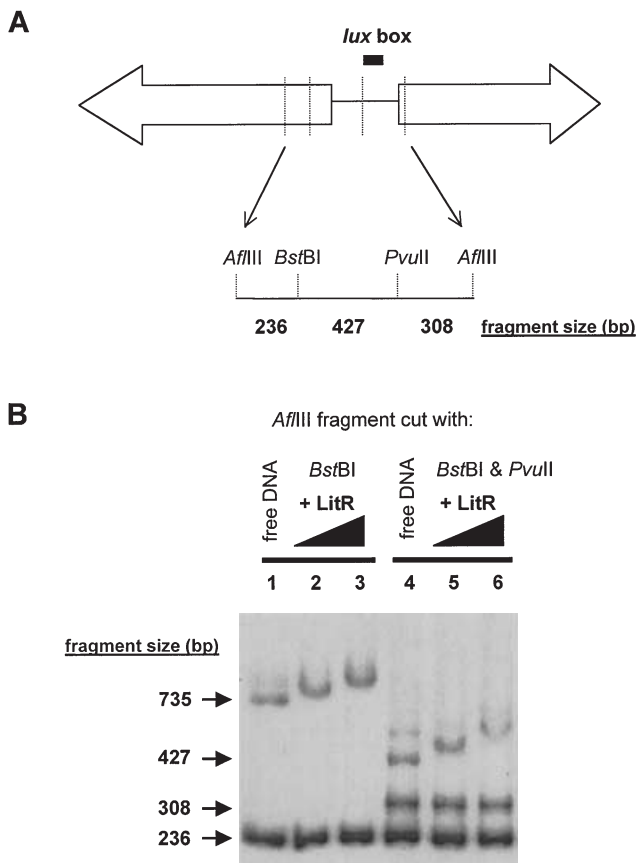 A
lux box
AflIII BstBI PvuII AflIII
236 427 308 fragment size (bp)
B
AflIII fragment cut with:
free DNA BstBI + LitR free DNA BstBI & PvuII + LitR
1 2 3 4 5 6
fragment size (bp)
735
427
308
236